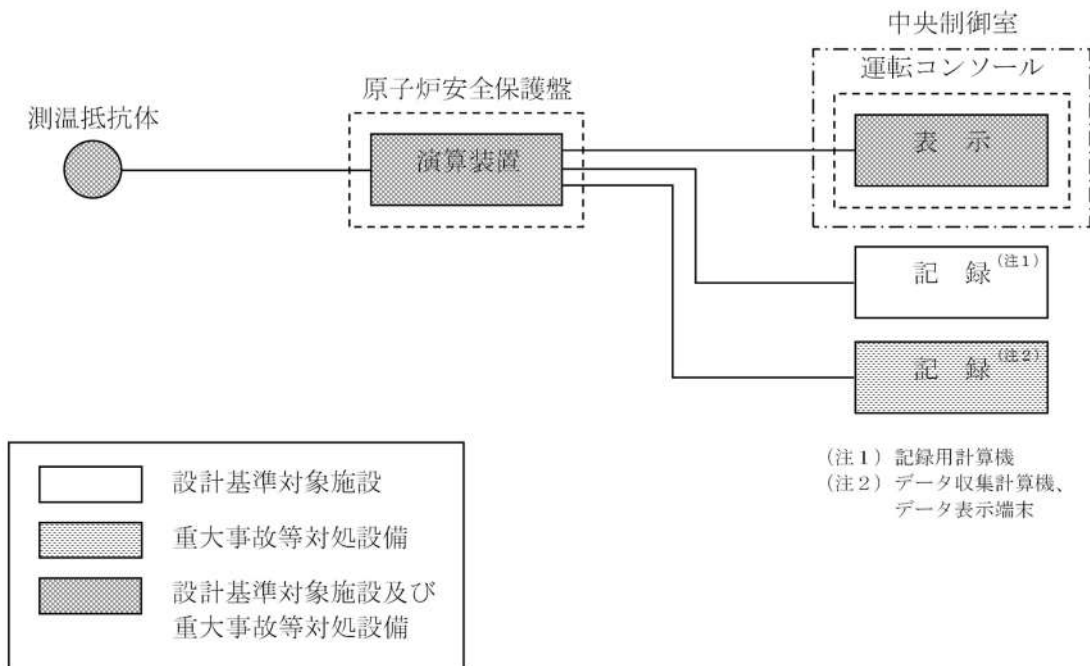 中央制御室
運転コンソール
原子炉安全保護盤
測温抵抗体
演算装置
表 示
記 録(注1)
記 録(注2)
(注1)記録用計算機
(注2)データ収集計算機、
データ表示端末
設計基準対象施設
重大事故等対処設備
設計基準対象施設及び
重大事故等対処設備